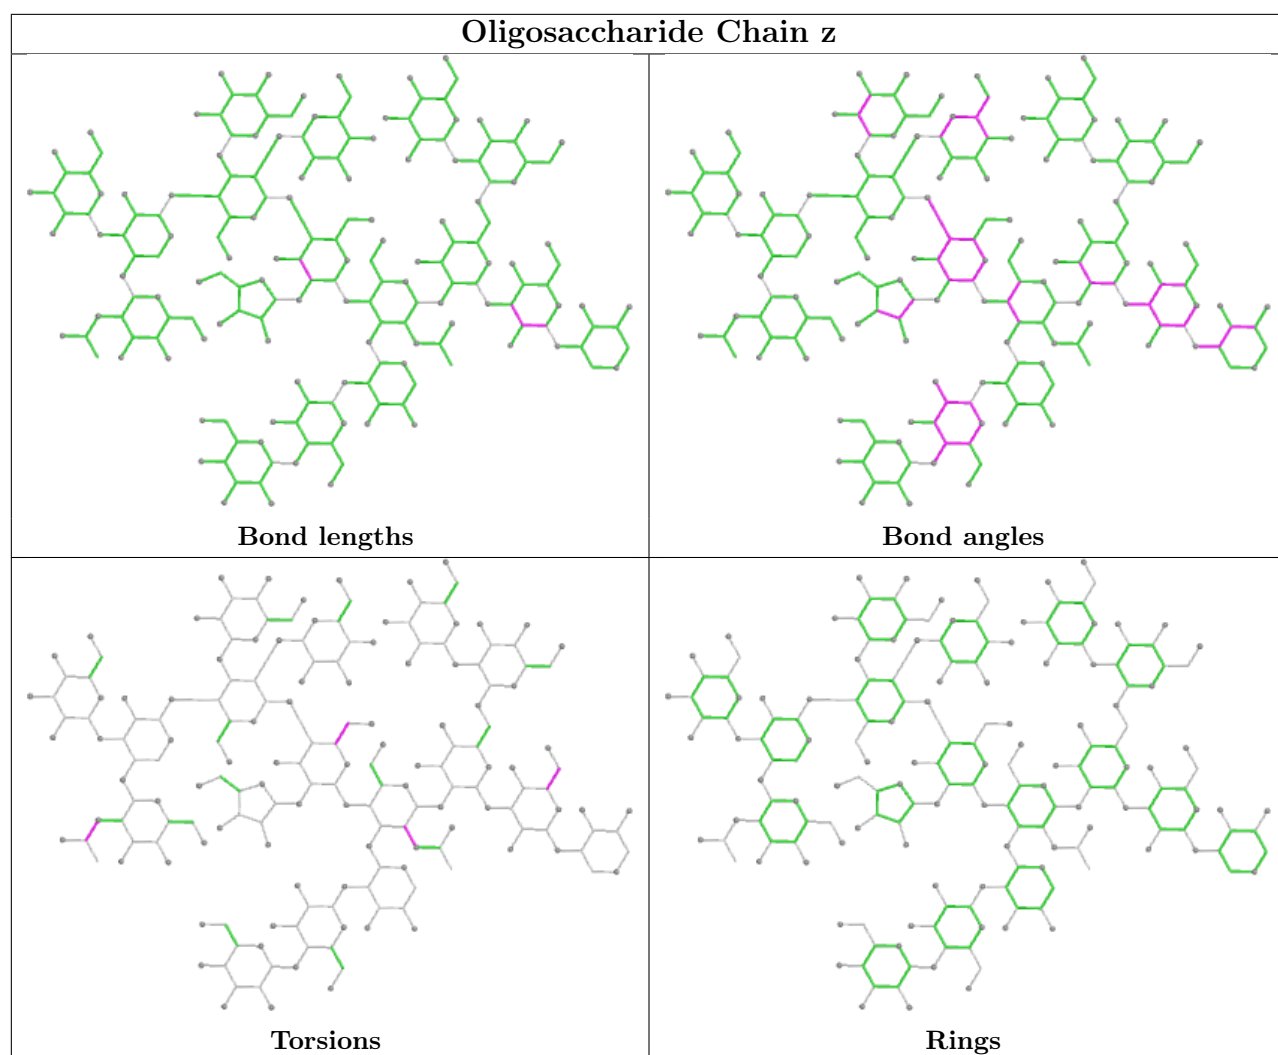 Oligosaccharide Chain z
Bond lengths
Bond angles
Torsions
Rings